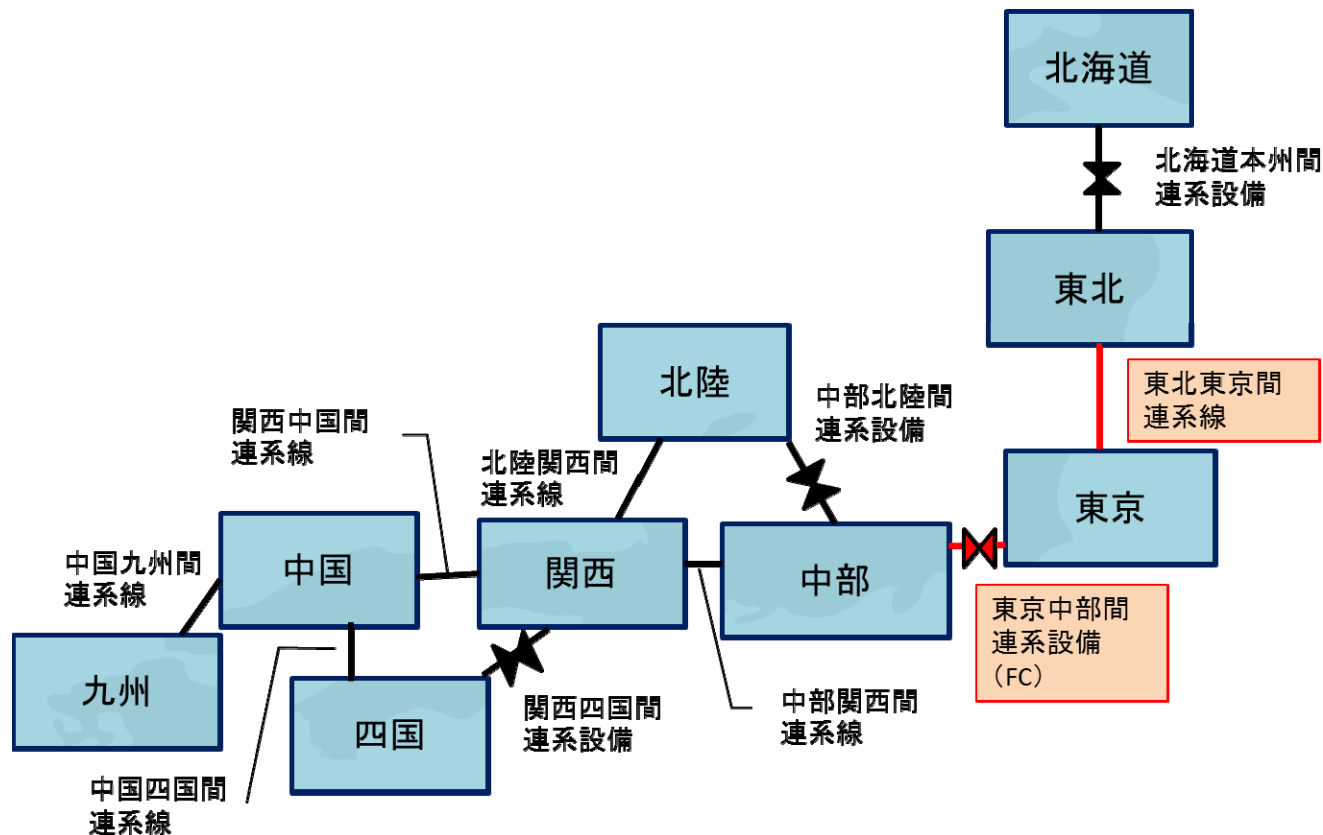 北海道
北海道本州間
連系設備
東北
東北東京間
連系線
北陸
中部北陸間
連系設備
関西中国間
連系線
北陸関西間
連系線
東京
中国
関西
中部
中国九州間
連系線
東京中部間
連系設備
（FC）
九州
四国
関西四国間
連系設備
中部関西間
連系線
中国四国間
連系線